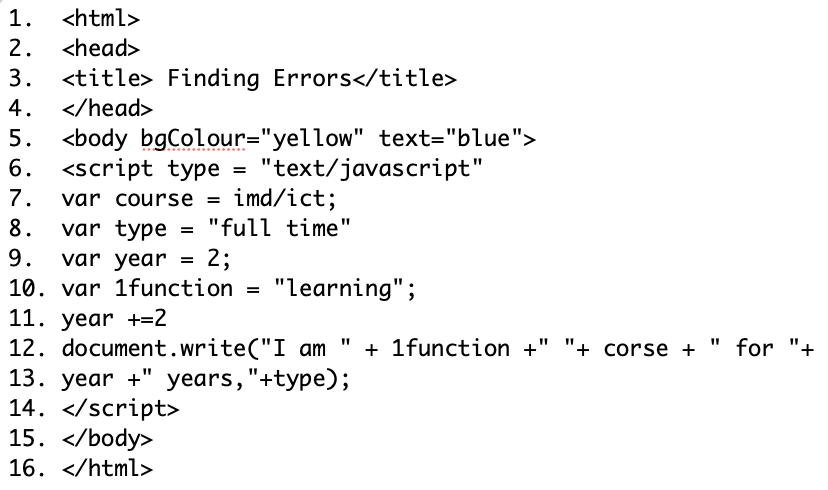 1. <html>
2. <head>
3. <title> Finding Errors</title>
4. </head>
5. <body bgColour="yellow" text="blue">
6. <script type = "text/javascript"
7. var course = imd/ict;
8. var type = "full time"
9. var year = 2;
10. var 1function = "learning";
11. year +=2
12. document.write("I am " + 1function +" "+ corse + " for "+
13. year +" years,"+type);
14. </script>
15. </body>
16. </html>